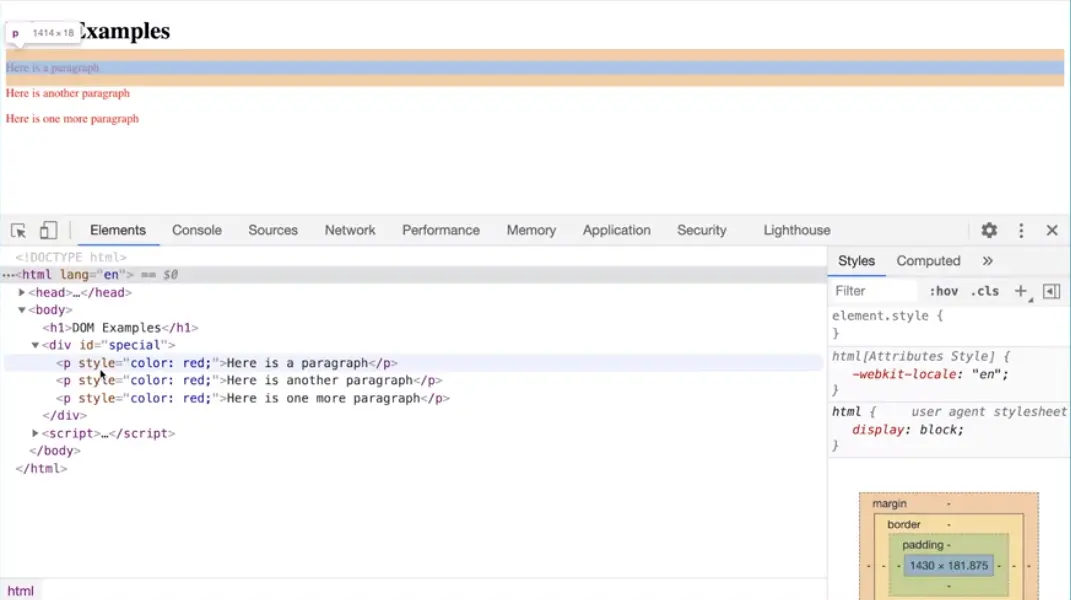 Examples
p 1414 × 18
Here is a paragraph
Here is another paragraph
Here is one more paragraph
Elements Console Sources Network Performance Memory Application Security Lighthouse
<!DOCTYPE html>
…<html lang="en"> == $0
<head>…</head>
<body>
<h1>DOM Examples</h1>
<div id="special">
<p style="color: red;">Here is a paragraph</p>
<p style="color: red;">Here is another paragraph</p>
<p style="color: red;">Here is one more paragraph</p>
</div>
<script>…</script>
</body>
</html>
html
Styles Computed »
Filter :hov .cls +
element.style {
}
html[Attributes Style] {
-webkit-locale: "en";
}
html { user agent stylesheet
display: block;
}
margin -
border -
padding -
- - - 1430 × 181.875 - - -
-